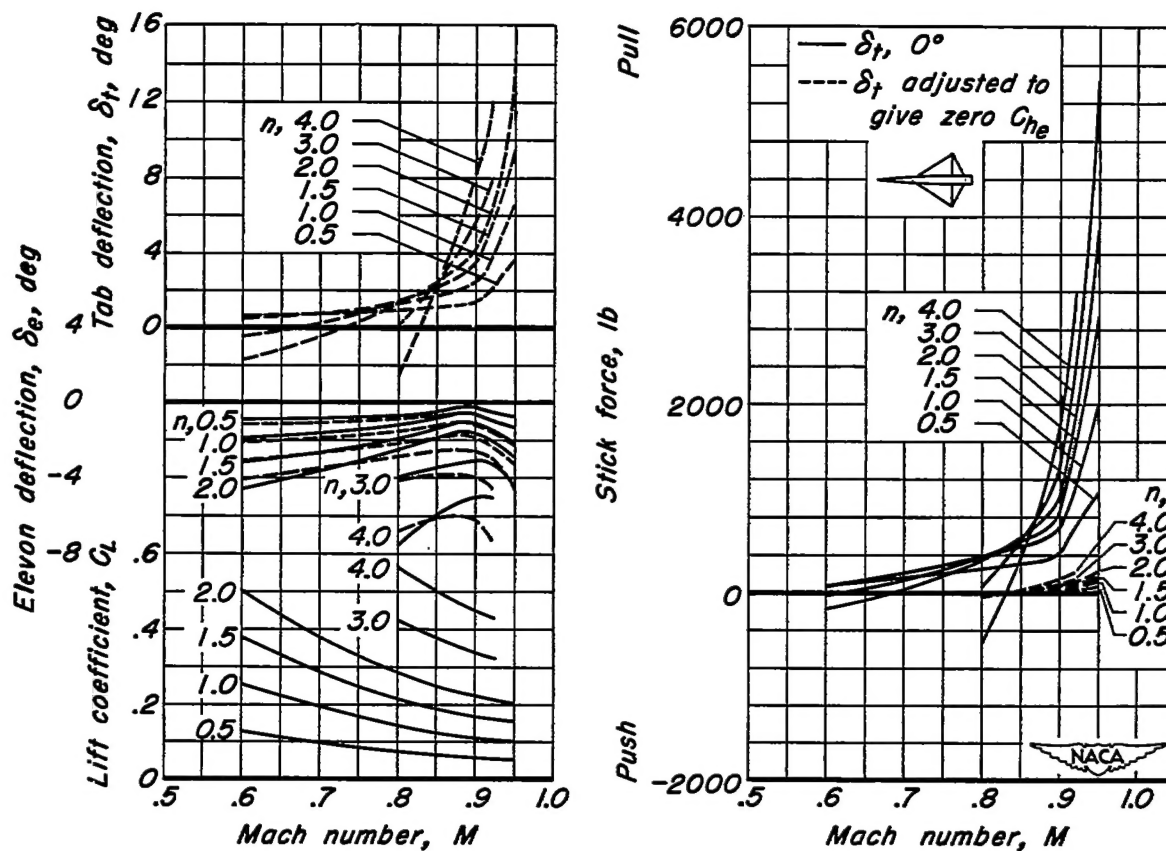 16
12
8
4
0
Tab deflection, δt, deg
n, 4.0
3.0
2.0
1.5
1.0
0.5
4
0
-4
-8
Elevon deflection, δe, deg
n, 0.5
1.0
1.5
2.0
n, 3.0
4.0
.6
.4
.2
0
Lift coefficient, CL
2.0
1.5
1.0
0.5
4.0
3.0
.5 .6 .7 .8 .9 1.0
Mach number, M
Pull
6000
4000
2000
0
-2000
Stick force, lb
Push
δt, 0°
δt adjusted to
give zero Che
n, 4.0
3.0
2.0
1.5
1.0
0.5
n,
4.0
3.0
2.0
1.5
1.0
0.5
NACA
.5 .6 .7 .8 .9 1.0
Mach number, M